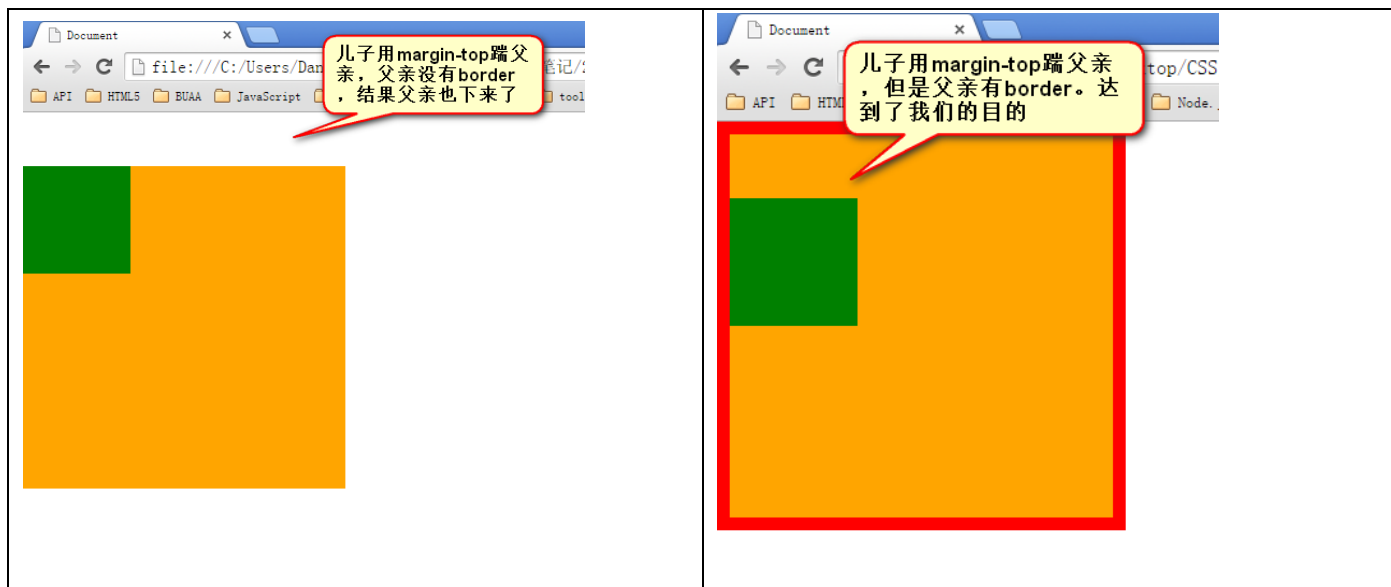 Document
儿子用margin-top踹父
亲，父亲没有border
，结果父亲也下来了
file:///C:/Users/Dan
笔记/
API HTML5 BUAA JavaScript
tool
Document
儿子用margin-top踹父亲
，但是父亲有border。达
到了我们的目的
top/CSS
API
Node.